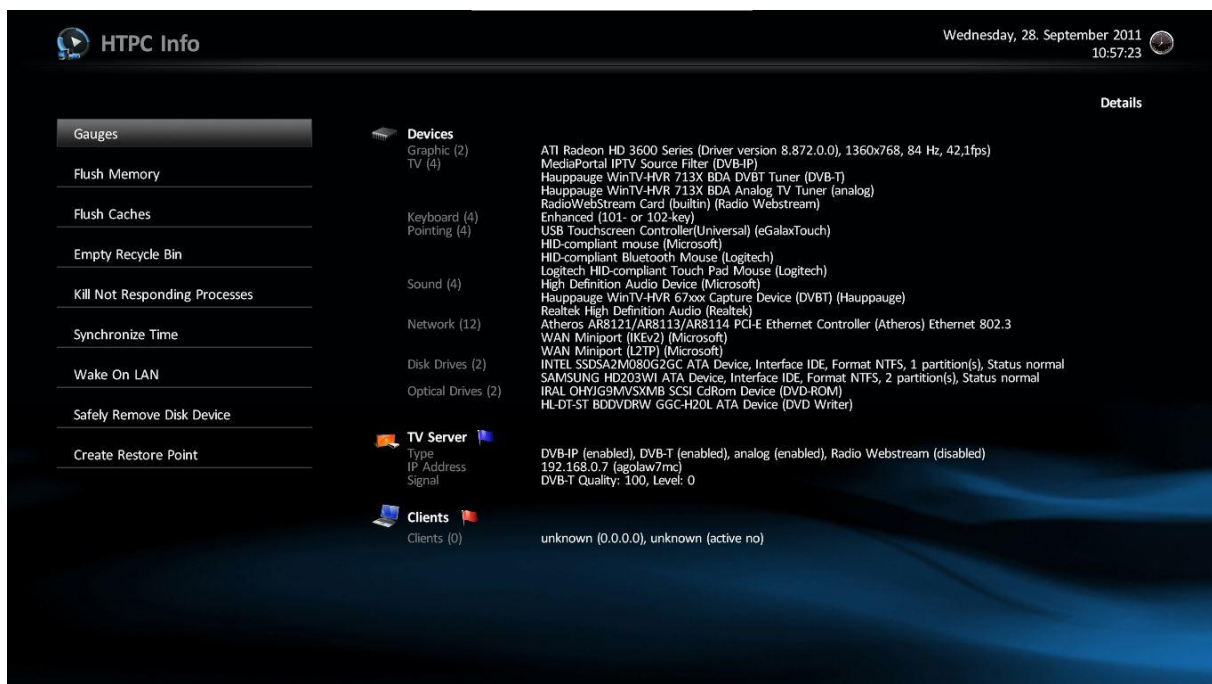 HTPC Info
Wednesday, 28. September 2011
10:57:23
Details
Gauges
Flush Memory
Flush Caches
Empty Recycle Bin
Kill Not Responding Processes
Synchronize Time
Wake On LAN
Safely Remove Disk Device
Create Restore Point
Devices
Graphic (2) ATI Radeon HD 3600 Series (Driver version 8.872.0.0), 1360x768, 84 Hz, 42,1fps)
TV (4) MediaPortal IPTV Source Filter (DVB-IP)
Hauppauge WinTV-HVR 713X BDA DVBT Tuner (DVB-T)
Hauppauge WinTV-HVR 713X BDA Analog TV Tuner (analog)
RadioWebStream Card (builtin) (Radio Webstream)
Keyboard (4) Enhanced (101- or 102-key)
Pointing (4) USB Touchscreen Controller(Universal) (eGalaxTouch)
HID-compliant mouse (Microsoft)
HID-compliant Bluetooth Mouse (Logitech)
Logitech HID-compliant Touch Pad Mouse (Logitech)
Sound (4) High Definition Audio Device (Microsoft)
Hauppauge WinTV-HVR 67xxx Capture Device (DVBT) (Hauppauge)
Realtek High Definition Audio (Realtek)
Network (12) Atheros AR8121/AR8113/AR8114 PCI-E Ethernet Controller (Atheros) Ethernet 802.3
WAN Miniport (IKEv2) (Microsoft)
WAN Miniport (L2TP) (Microsoft)
Disk Drives (2) INTEL SSDSA2M080G2GC ATA Device, Interface IDE, Format NTFS, 1 partition(s), Status normal
SAMSUNG HD203WI ATA Device, Interface IDE, Format NTFS, 2 partition(s), Status normal
Optical Drives (2) IRAL OHYJG9MVSXMB SCSI CdRom Device (DVD-ROM)
HL-DT-ST BDDVDRW GGC-H20L ATA Device (DVD Writer)
TV Server
Type DVB-IP (enabled), DVB-T (enabled), analog (enabled), Radio Webstream (disabled)
IP Address 192.168.0.7 (agolaw7mc)
Signal DVB-T Quality: 100, Level: 0
Clients
Clients (0) unknown (0.0.0.0), unknown (active no)